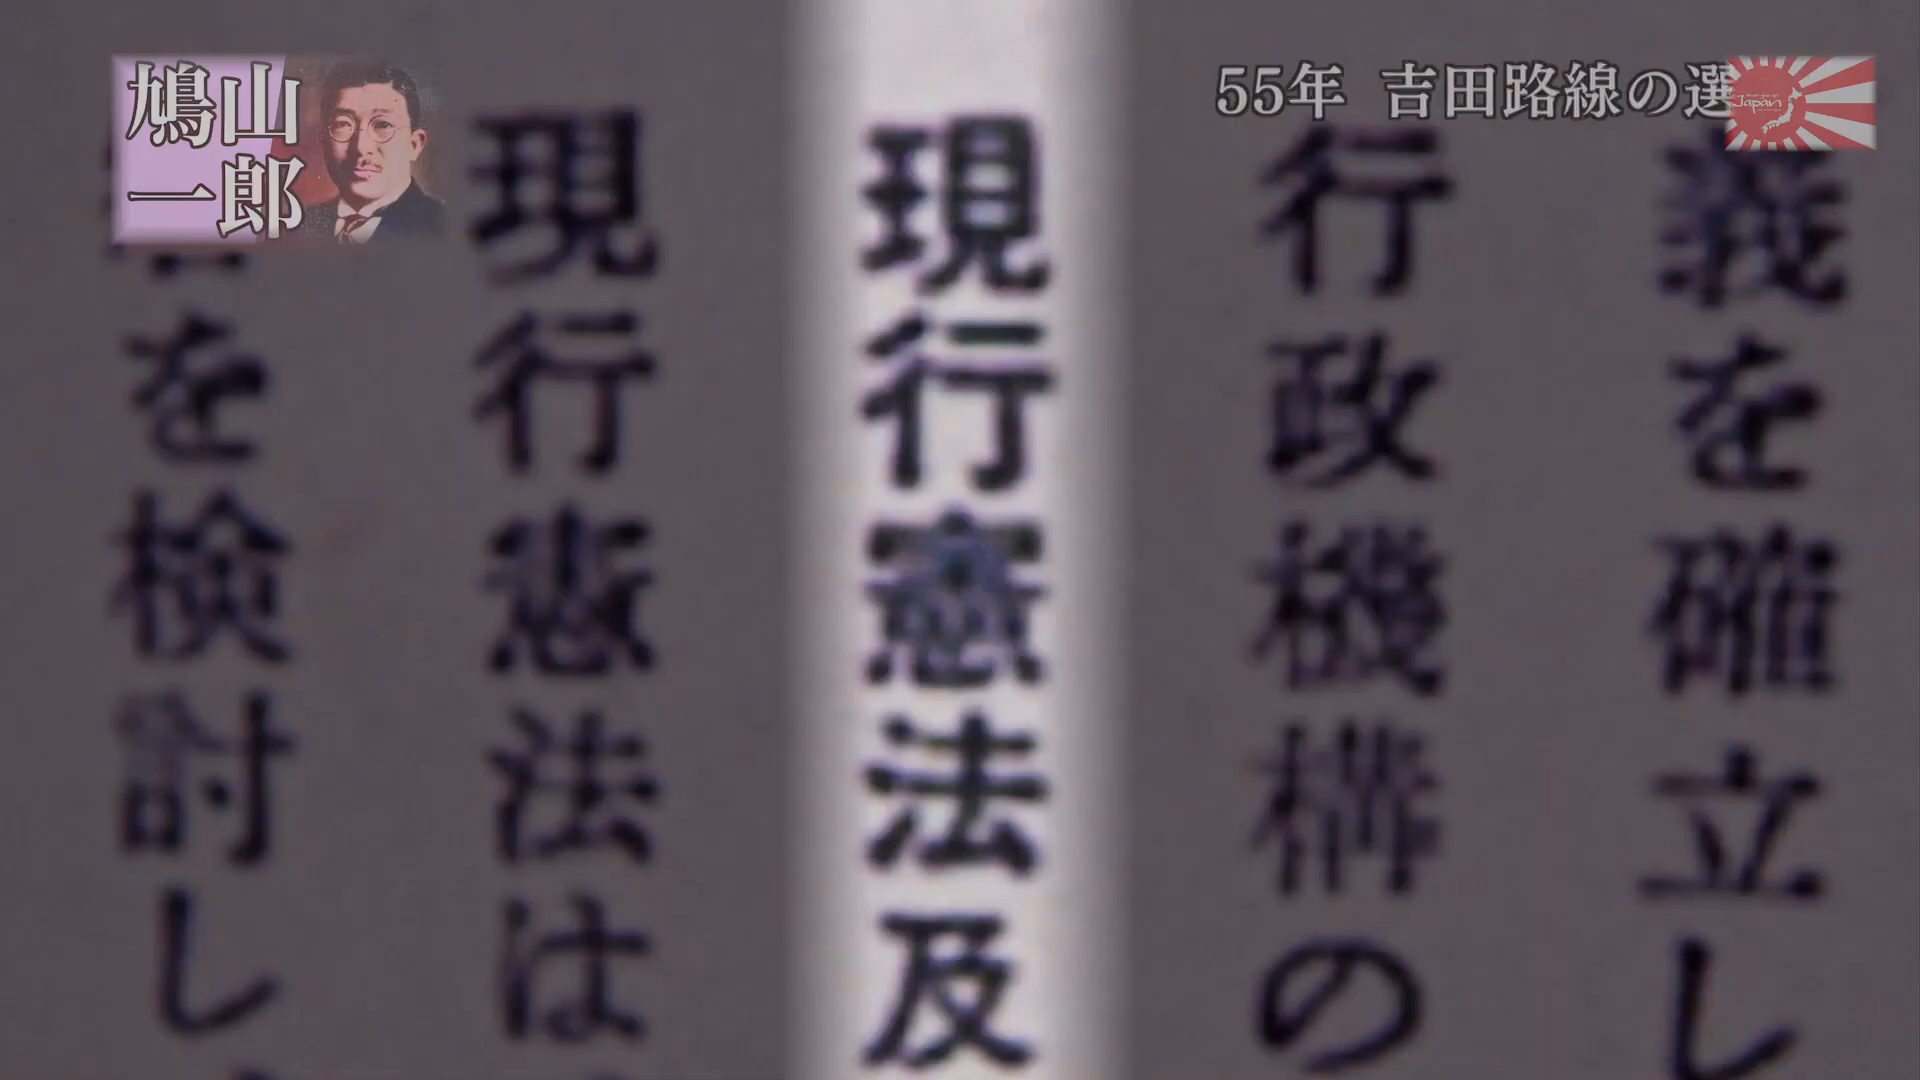 鳩山
一郎
55年 吉田路線の選
Japan
義を確立し
行政機構の
現行憲法及
現行憲法は
を検討し